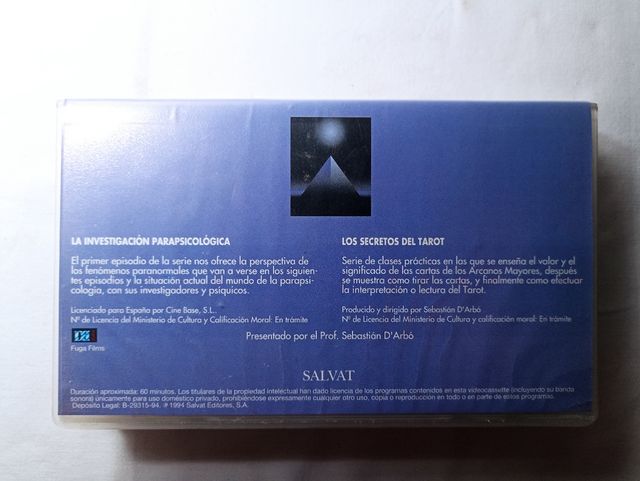 LA INVESTIGACIÓN PARAPSICOLÓGICA
El primer episodio de la serie nos ofrece la perspectiva de
los fenómenos paranormales que van a verse en los siguien-
tes episodios y la situación actual del mundo de la parapsi-
cología, con sus investigadores y psíquicos.
Licenciado para España por Cine Base, S.L..
Nº de Licencia del Ministerio de Cultura y Calificación Moral: En trámite
Fuga Films
LOS SECRETOS DEL TAROT
Serie de clases prácticas en las que se enseña el valor y el
significado de las cartas de los Arcanos Mayores, después
se muestra como tirar las cartas, y finalmente como efectuar
la interpretación o lectura del Tarot.
Producido y dirigido por Sebastián D'Arbó
Nº de Licencia del Ministerio de Cultura y calificación moral: En trámite
Presentado por el Prof. Sebastián D'Arbó
SALVAT
Duración aproximada: 60 minutos. Los titulares de la propiedad intelectual han dado licencia de los programas contenidos en esta videocassette (incluyendo su banda
sonora) únicamente para uso doméstico privado, prohibiéndose expresamente cualquier otro uso, copia o reproducción en todo o en parte de estos programas.
Depósito Legal: B-29315-94. ℗ 1994 Salvat Editores, S.A.